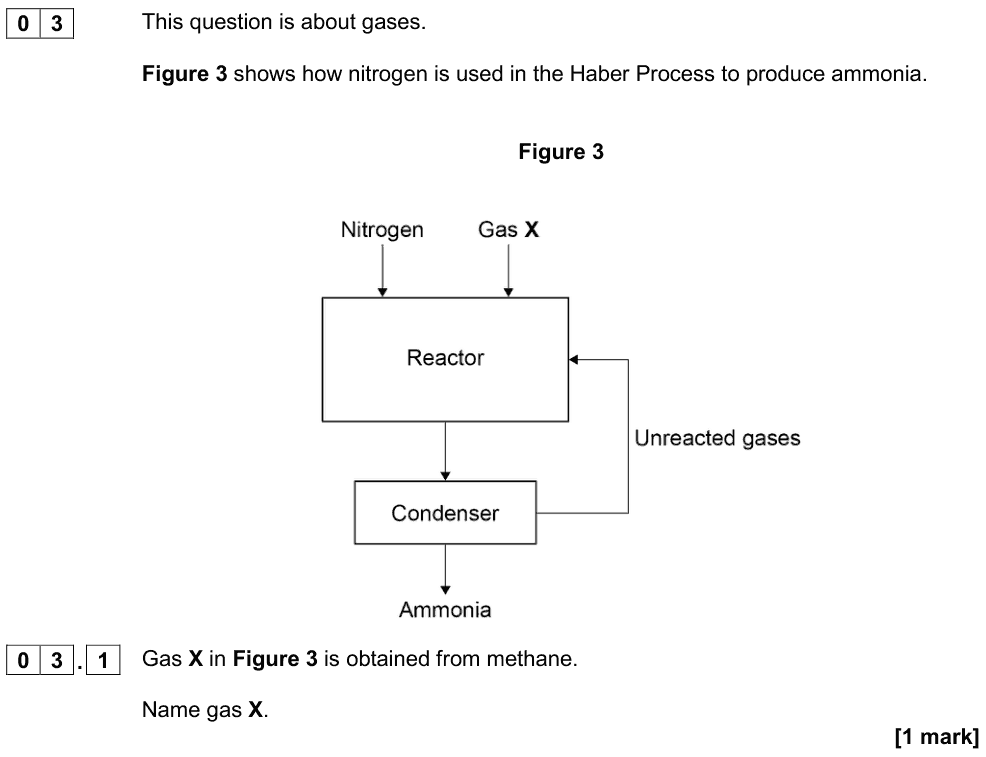 0 3 This question is about gases.
Figure 3 shows how nitrogen is used in the Haber Process to produce ammonia.
Figure 3
Nitrogen Gas X
Reactor
Unreacted gases
Condenser
Ammonia
0 3 . 1 Gas X in Figure 3 is obtained from methane.
Name gas X.
[1 mark]